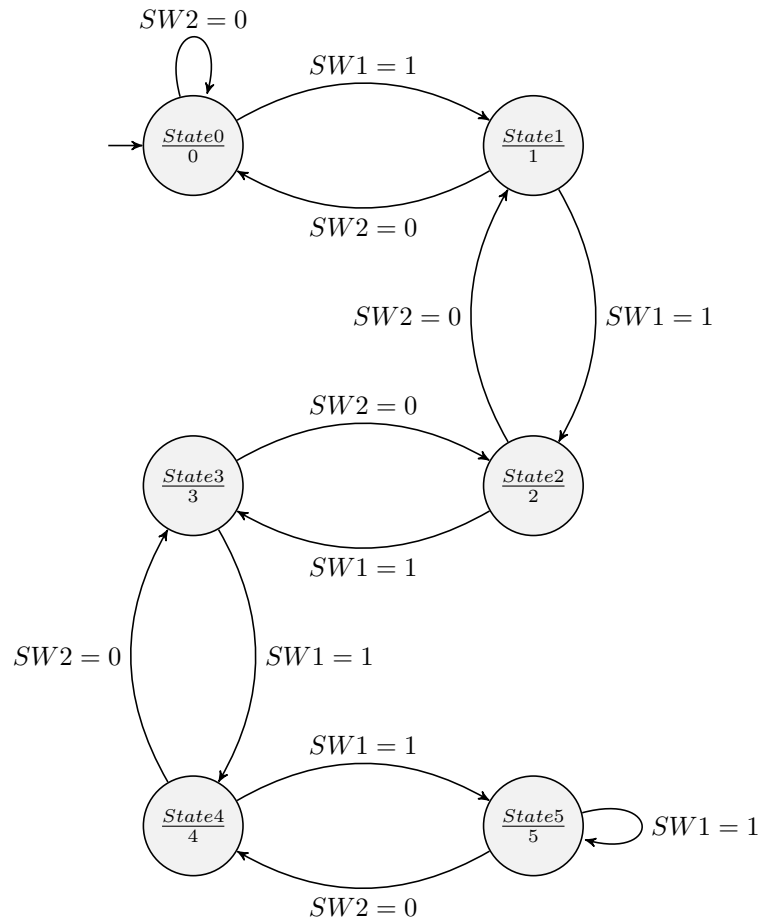 SW2 = 0
SW1 = 1
State0
0
State1
1
SW2 = 0
SW2 = 0
SW1 = 1
SW2 = 0
State3
3
State2
2
SW1 = 1
SW2 = 0
SW1 = 1
SW1 = 1
State4
4
State5
5
SW1 = 1
SW2 = 0